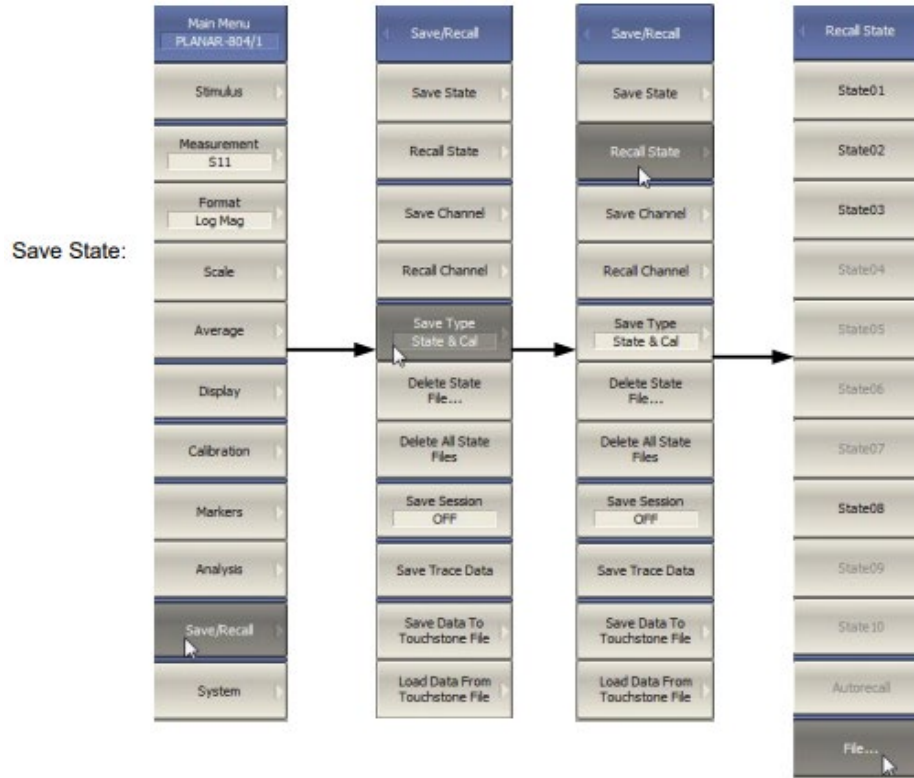 Save State:
Main Menu
PLANAR-804/1
Stimulus
Measurement
S11
Format
Log Mag
Scale
Average
Display
Calibration
Markers
Analysis
Save/Recall
System
Save/Recall
Save State
Recall State
Save Channel
Recall Channel
Save Type
State & Cal
Delete State
File...
Delete All State
Files
Save Session
OFF
Save Trace Data
Save Data To
Touchstone File
Load Data From
Touchstone File
Save/Recall
Save State
Recall State
Save Channel
Recall Channel
Save Type
State & Cal
Delete State
File...
Delete All State
Files
Save Session
OFF
Save Trace Data
Save Data To
Touchstone File
Load Data From
Touchstone File
Recall State
State01
State02
State03
State04
State05
State06
State07
State08
State09
State10
Autorecall
File...